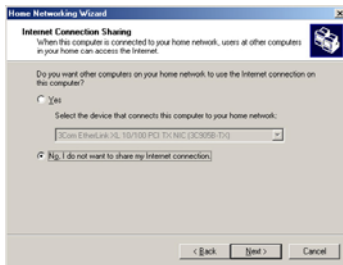 Home Networking Wizard
Internet Connection Sharing
When this computer is connected to your home network, users at other computers
in your home can access the Internet.
Do you want other computers on your home network to use the Internet connection on
this computer?
Yes
Select the device that connects this computer to your home network:
3Com EtherLink XL 10/100 PCI TX NIC (3C905B-TX)
No, I do not want to share my Internet connection.
< Back
Next >
Cancel